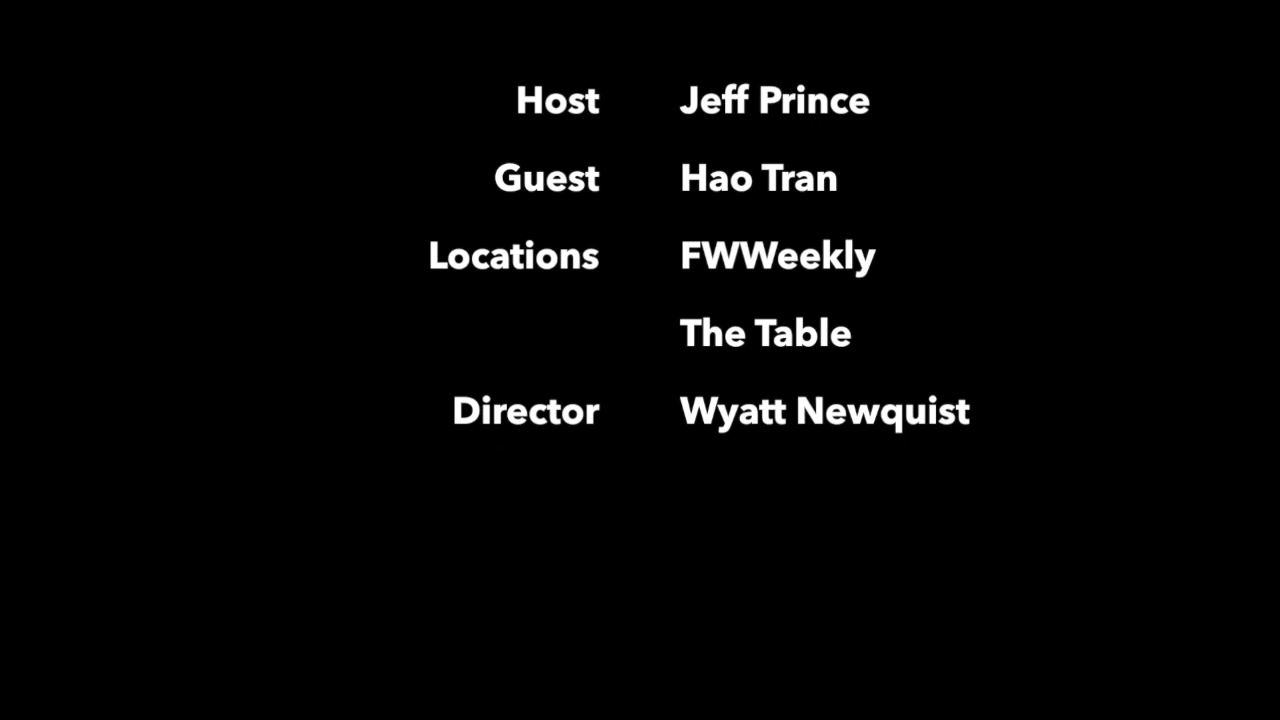 Host Jeff Prince
Guest Hao Tran
Locations FWWeekly
The Table
Director Wyatt Newquist